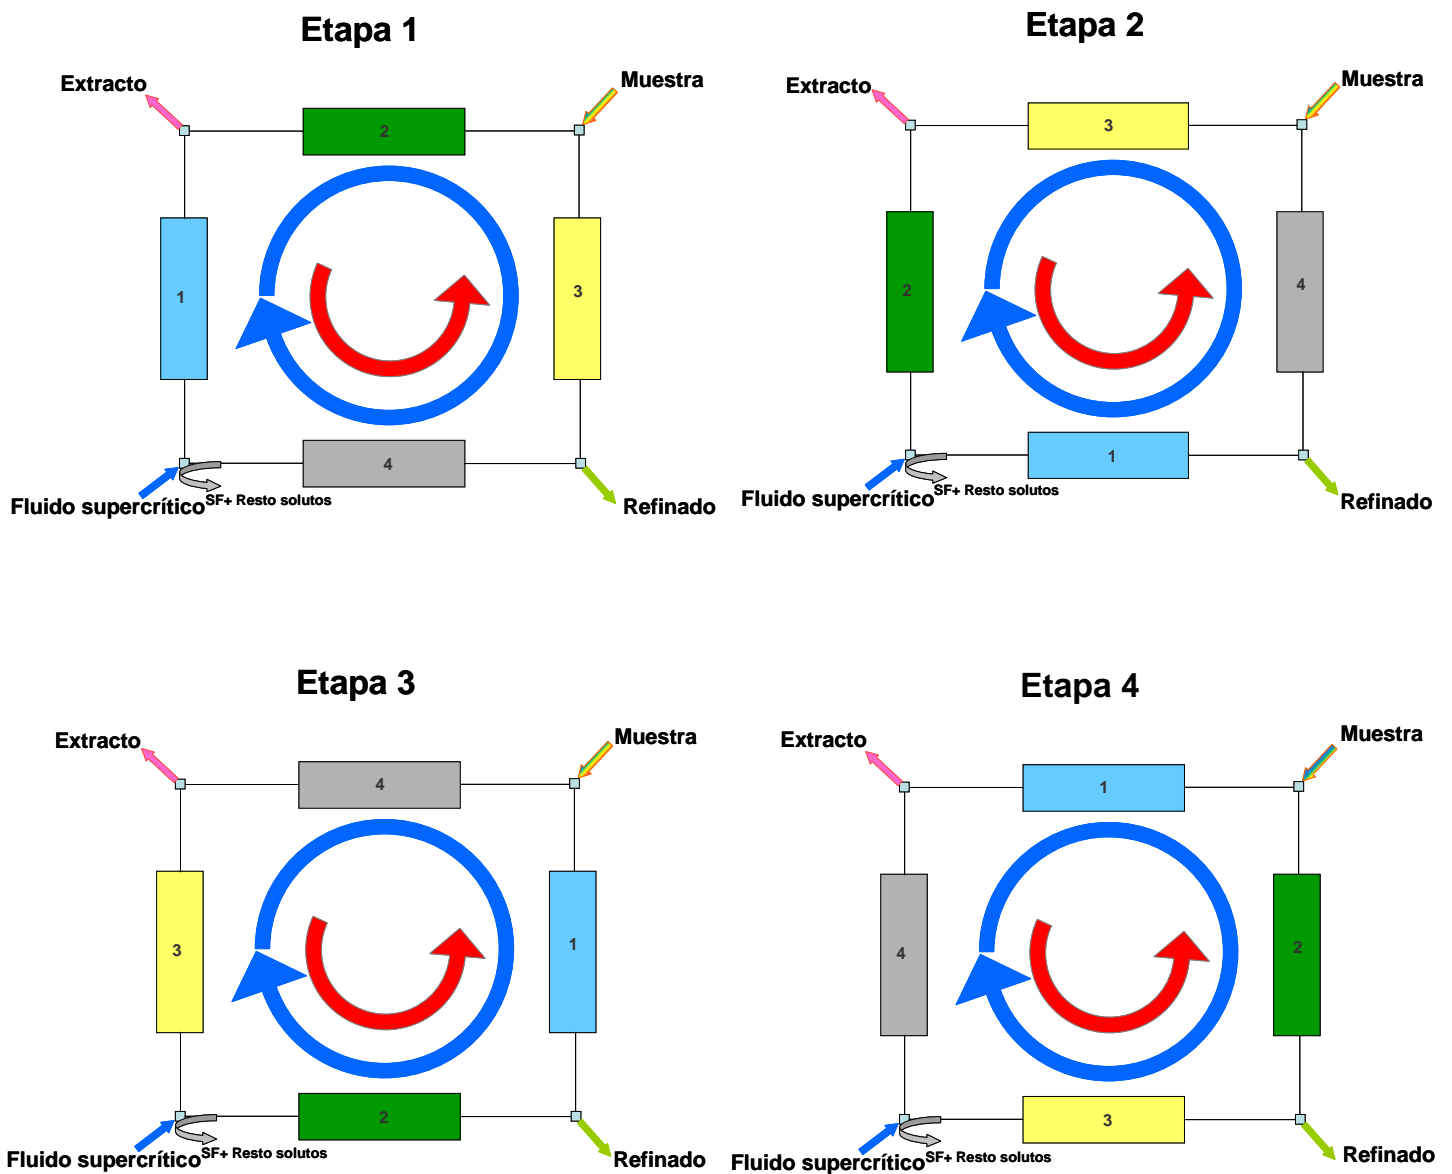 Etapa 1
Extracto
Muestra
2
1
3
4
Fluido supercrítico
SF+ Resto solutos
Refinado
Etapa 2
Extracto
Muestra
3
2
4
1
Fluido supercrítico
SF+ Resto solutos
Refinado
Etapa 3
Extracto
Muestra
4
3
1
2
Fluido supercrítico
SF+ Resto solutos
Refinado
Etapa 4
Extracto
Muestra
1
4
2
3
Fluido supercrítico
SF+ Resto solutos
Refinado